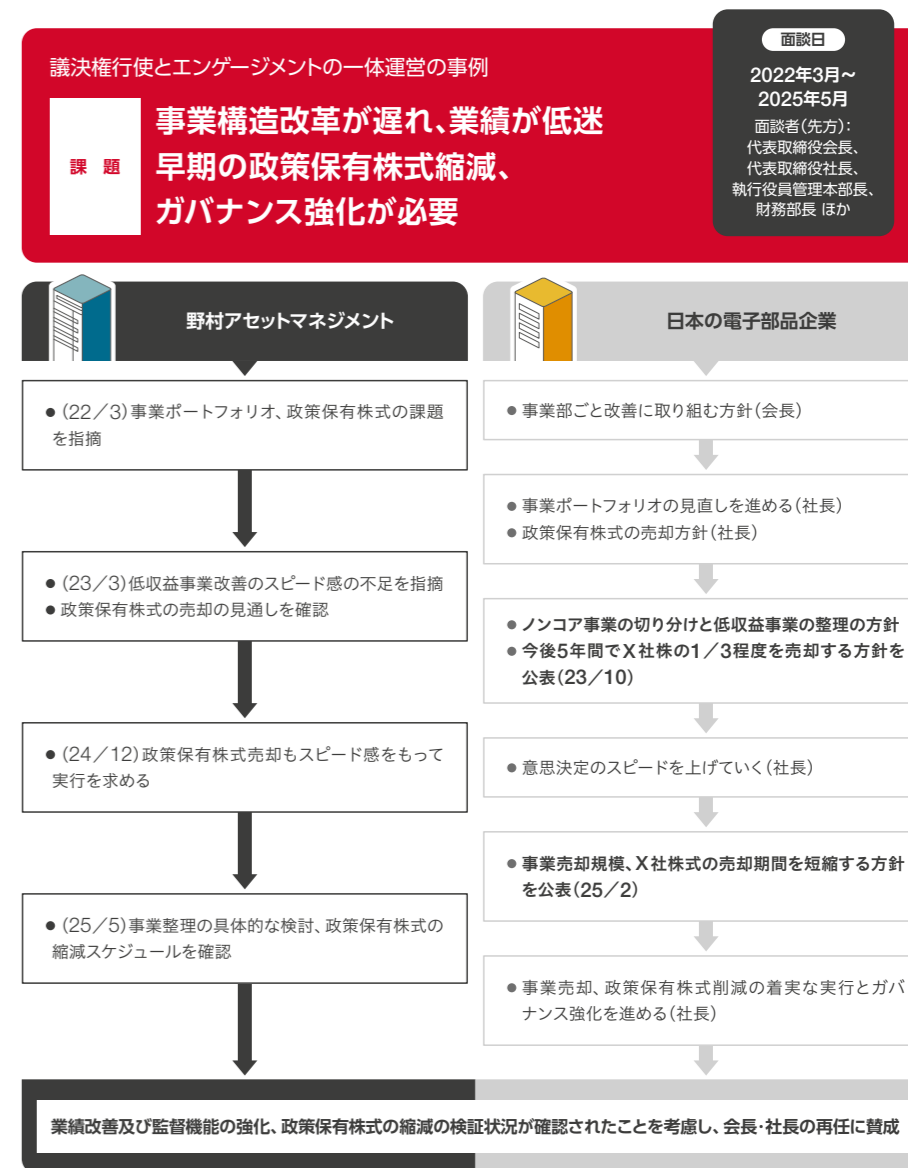 議決権行使とエンゲージメントの一体運営の事例
課 題
事業構造改革が遅れ、業績が低迷
早期の政策保有株式縮減、
ガバナンス強化が必要
面談日
2022年3月~
2025年5月
面談者(先方):
代表取締役会長、
代表取締役社長、
執行役員管理本部長、
財務部長 ほか
野村アセットマネジメント
日本の電子部品企業
●(22/3)事業ポートフォリオ、政策保有株式の課題
を指摘
●事業部ごと改善に取り組む方針(会長)
●事業ポートフォリオの見直しを進める(社長)
●政策保有株式の売却方針(社長)
●(23/3)低収益事業改善のスピード感の不足を指摘
●政策保有株式の売却の見通しを確認
●ノンコア事業の切り分けと低収益事業の整理の方針
●今後5年間でX社株の1/3程度を売却する方針を
公表(23/10)
●(24/12)政策保有株式売却もスピード感をもって
実行を求める
●意思決定のスピードを上げていく(社長)
●事業売却規模、X社株式の売却期間を短縮する方針
を公表(25/2)
●(25/5)事業整理の具体的な検討、政策保有株式の
縮減スケジュールを確認
●事業売却、政策保有株式削減の着実な実行とガバ
ナンス強化を進める(社長)
業績改善及び監督機能の強化、政策保有株式の縮減の検証状況が確認されたことを考慮し、会長・社長の再任に賛成